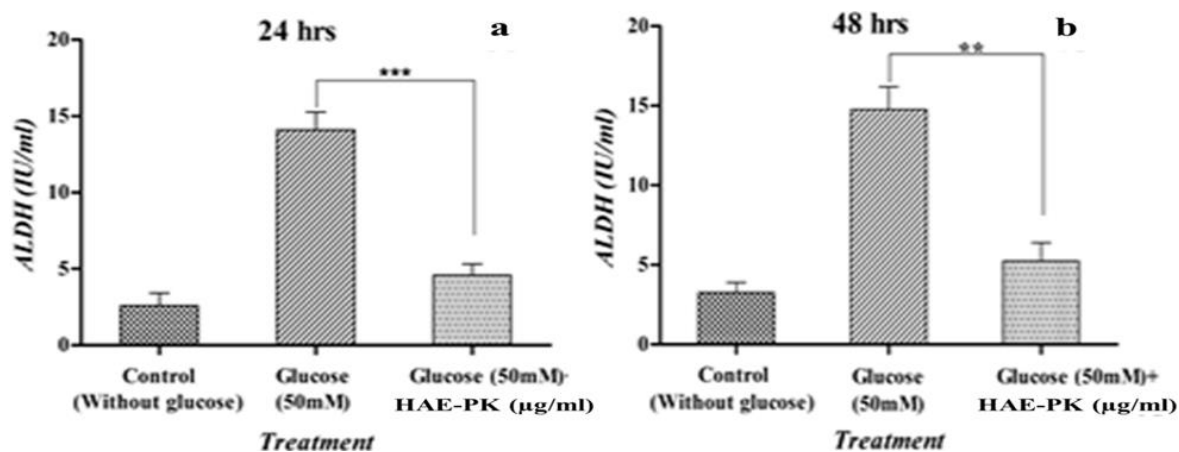 24 hrs
a
20
15
10
5
0
ALDH (IU/ml)
***
Control
(Without glucose)
Glucose
(50mM)
Glucose (50mM)-
HAE-PK (µg/ml)
Treatment
48 hrs
b
20
15
10
5
0
ALDH (IU/ml)
**
Control
(Without glucose)
Glucose
(50mM)
Glucose (50mM)+
HAE-PK (µg/ml)
Treatment